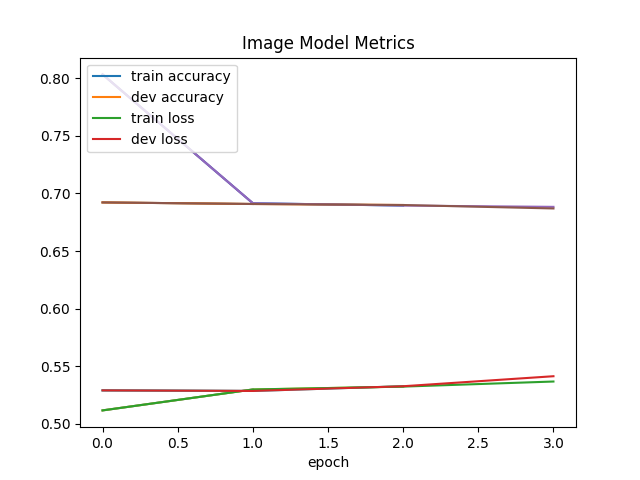 Image Model Metrics
train accuracy
dev accuracy
train loss
dev loss
0.80
0.75
0.70
0.65
0.60
0.55
0.50
0.0 0.5 1.0 1.5 2.0 2.5 3.0
epoch